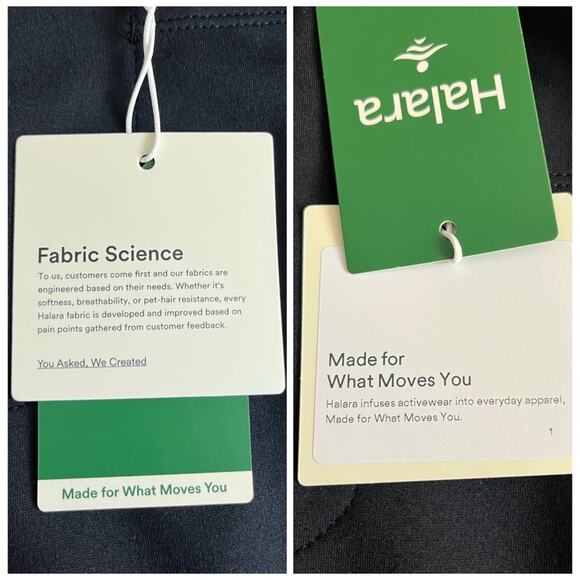 Fabric Science
To us, customers come first and our fabrics are
engineered based on their needs. Whether it's
softness, breathability, or pet-hair resistance, every
Halara fabric is developed and improved based on
pain points gathered from customer feedback.
You Asked, We Created
Made for What Moves You
Halara
Made for
What Moves You
Halara infuses activewear into everyday apparel,
Made for What Moves You.
1